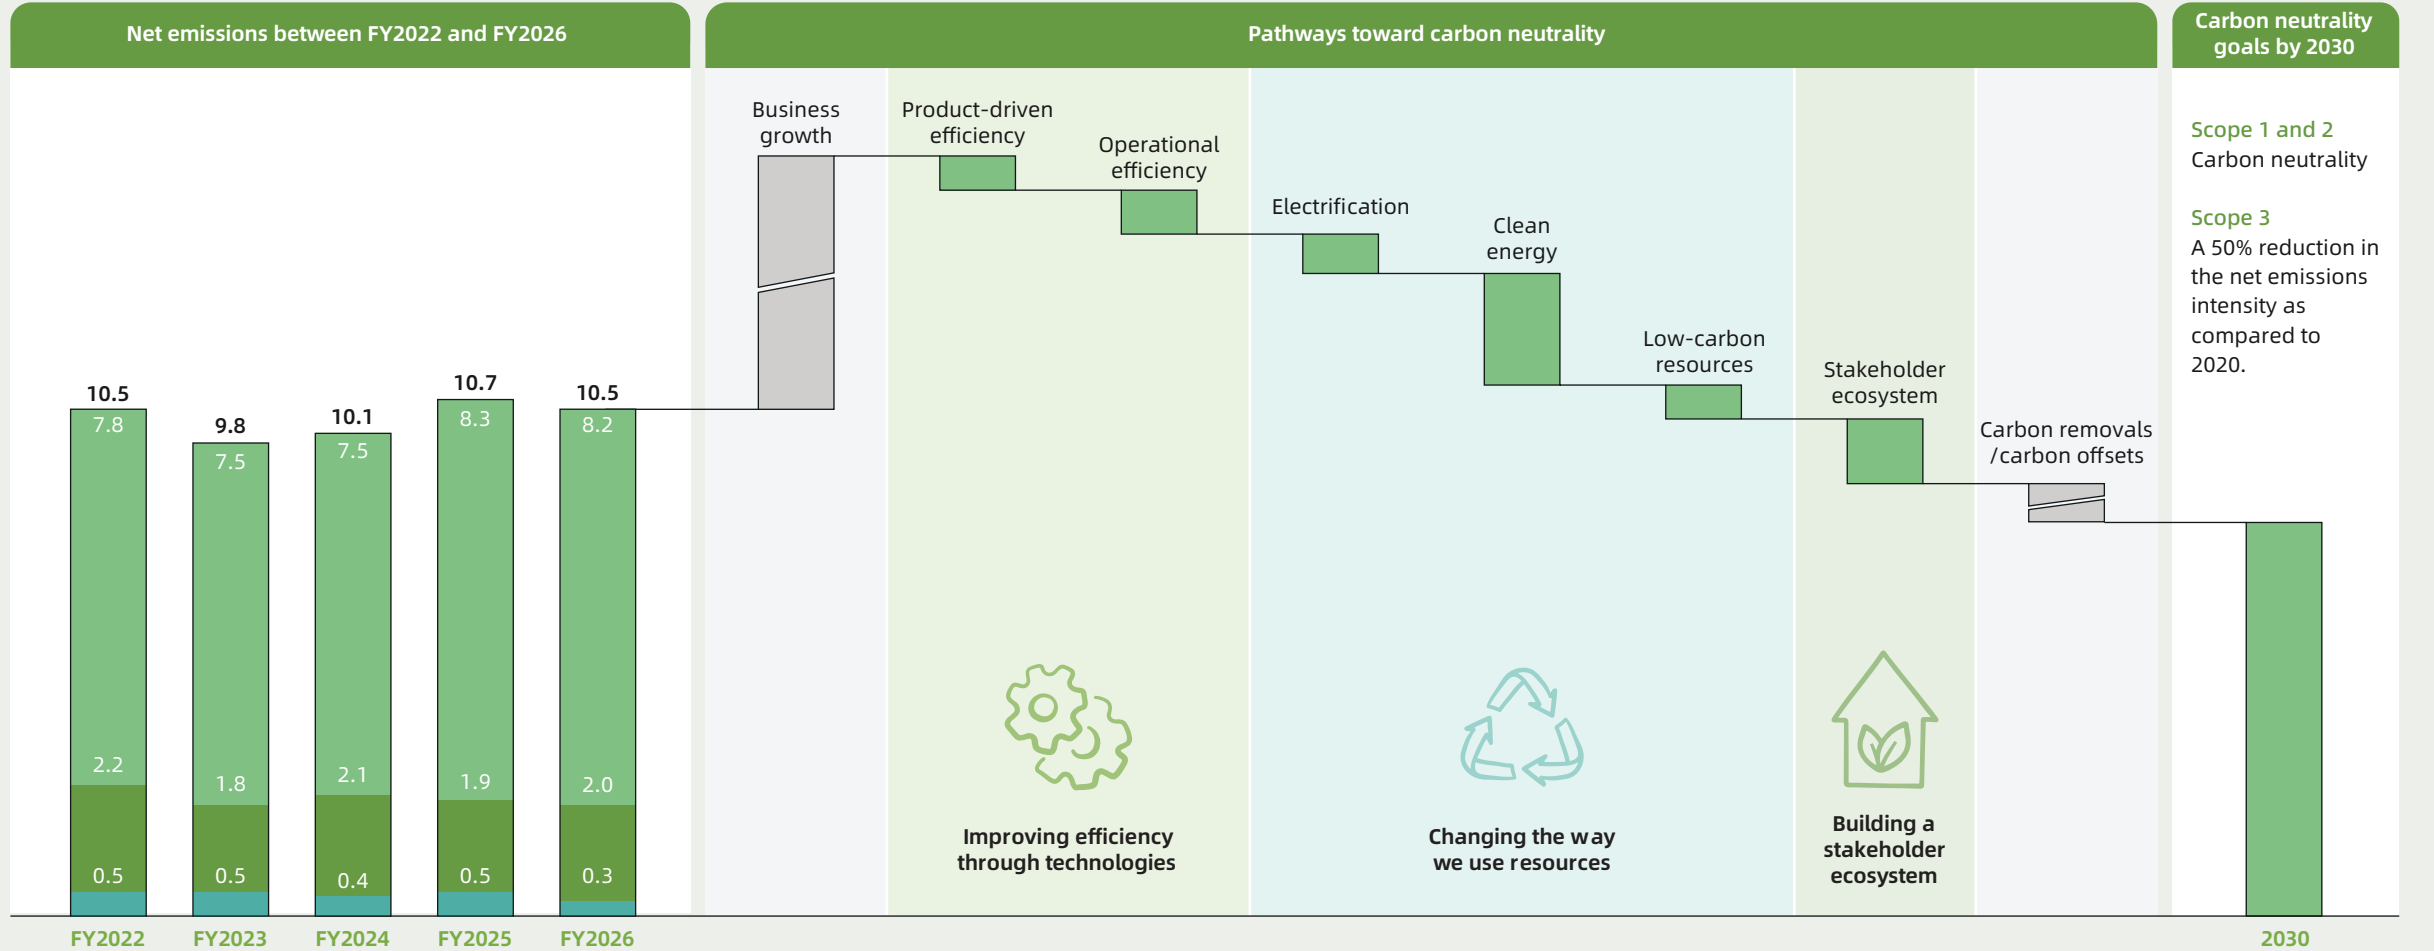 Net emissions between FY2022 and FY2026
10.5
7.8
2.2
0.5
FY2022
9.8
7.5
1.8
0.5
FY2023
10.1
7.5
2.1
0.4
FY2024
10.7
8.3
1.9
0.5
FY2025
10.5
8.2
2.0
0.3
FY2026
Pathways toward carbon neutrality
Business
growth
Product-driven
efficiency
Operational
efficiency
Improving efficiency
through technologies
Electrification
Clean
energy
Low-carbon
resources
Changing the way
we use resources
Stakeholder
ecosystem
Building a
stakeholder
ecosystem
Carbon removals
/carbon offsets
Carbon neutrality
goals by 2030
Scope 1 and 2
Carbon neutrality
Scope 3
A 50% reduction in
the net emissions
intensity as
compared to
2020.
2030